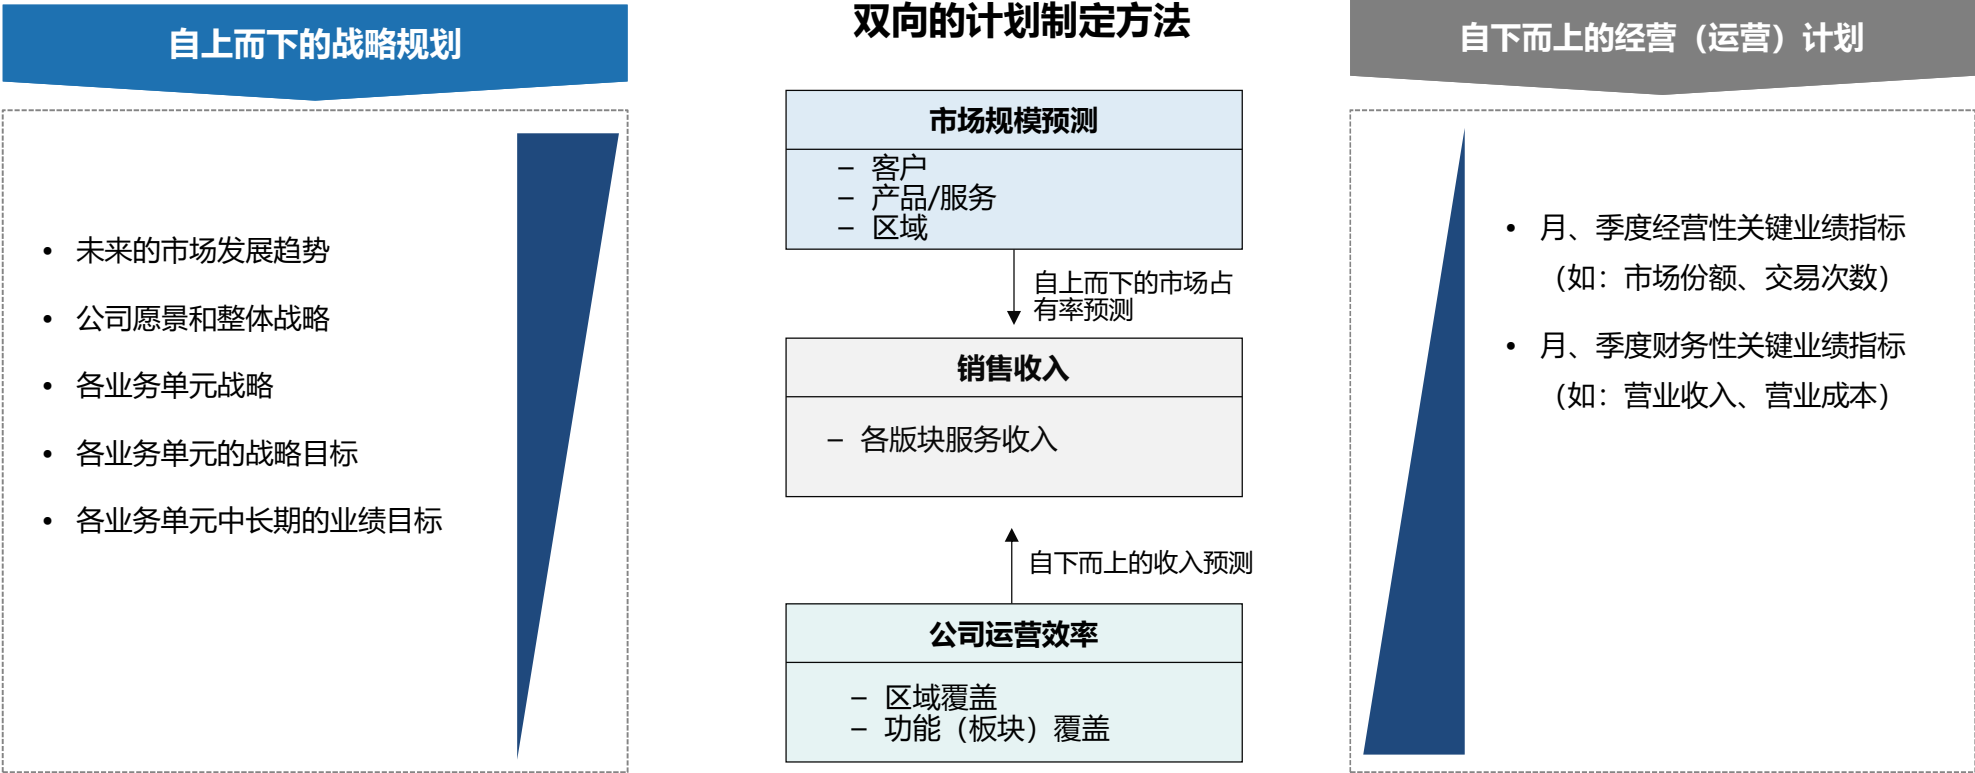 自上而下的战略规划
• 未来的市场发展趋势
• 公司愿景和整体战略
• 各业务单元战略
• 各业务单元的战略目标
• 各业务单元中长期的业绩目标
双向的计划制定方法
市场规模预测
– 客户
– 产品/服务
– 区域
自上而下的市场占
有率预测
销售收入
– 各版块服务收入
自下而上的收入预测
公司运营效率
– 区域覆盖
– 功能（板块）覆盖
自下而上的经营（运营）计划
• 月、季度经营性关键业绩指标
（如：市场份额、交易次数）
• 月、季度财务性关键业绩指标
（如：营业收入、营业成本）